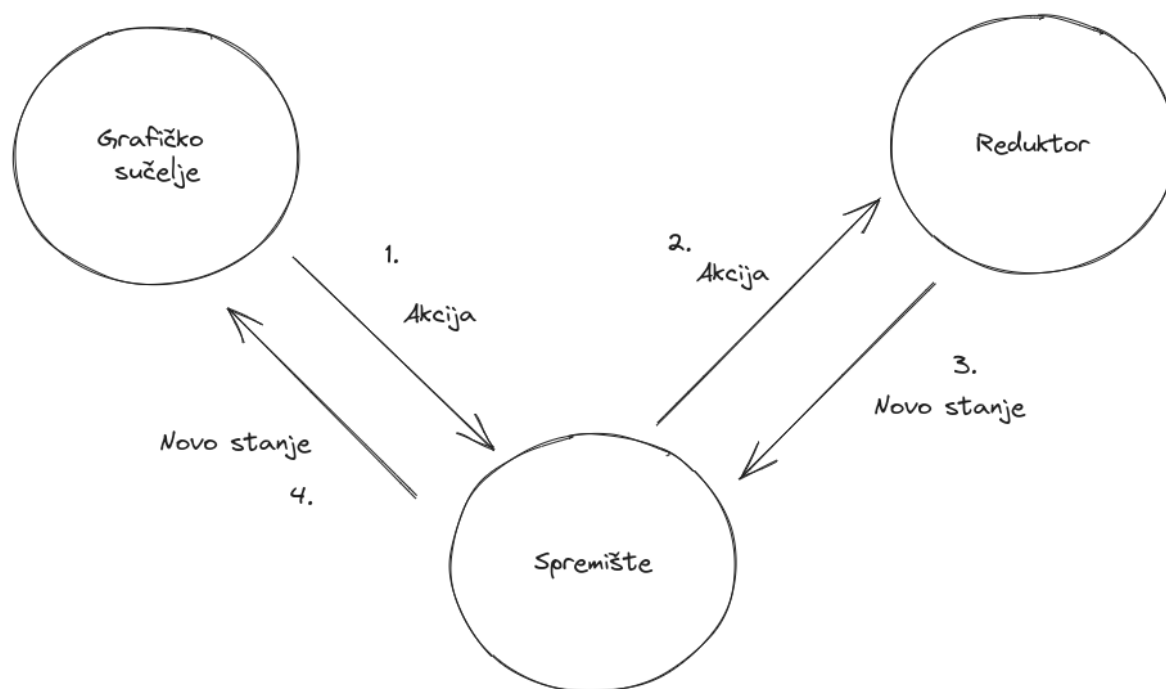 Grafičko
sučelje
Reduktor
1.
Akcija
2.
Akcija
3.
Novo stanje
Novo stanje
4.
Spremište